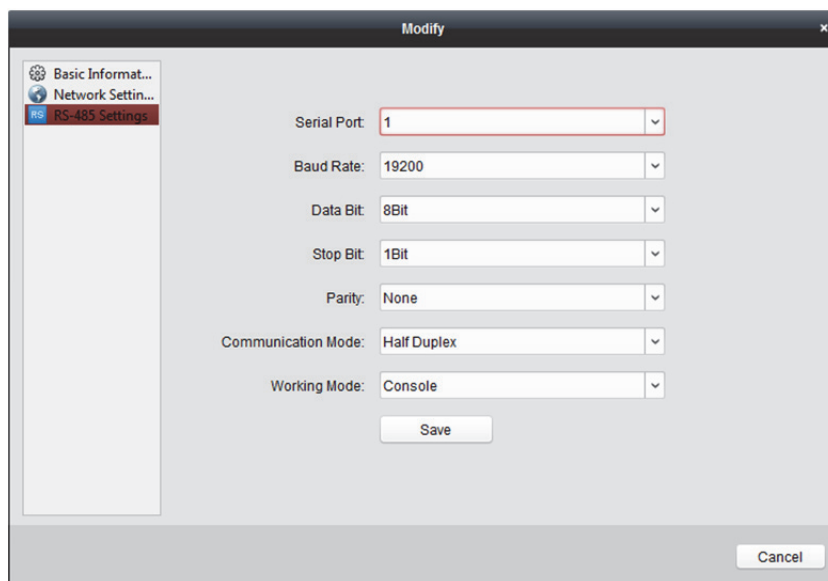 Modify
×
Basic Informat...
Network Settin...
RS RS-485 Settings
Serial Port: 1
Baud Rate: 19200
Data Bit: 8Bit
Stop Bit: 1Bit
Parity: None
Communication Mode: Half Duplex
Working Mode: Console
Save
Cancel